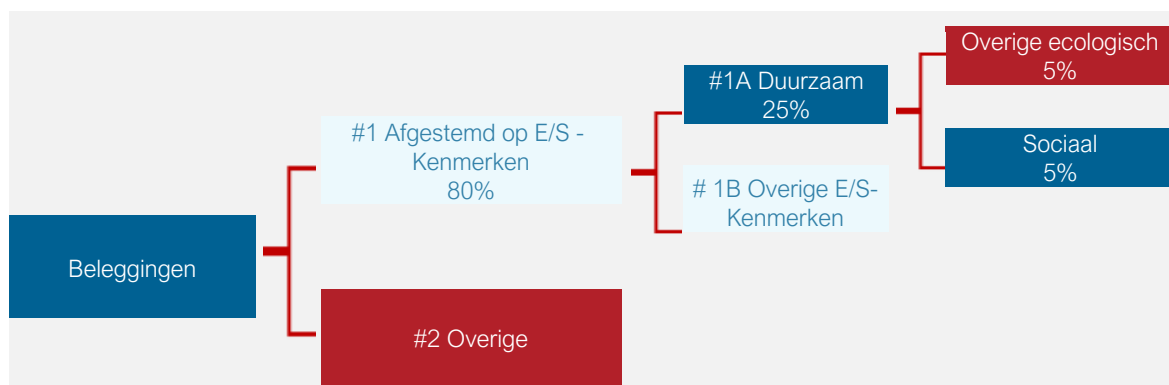 Beleggingen
#1 Afgestemd op E/S -
Kenmerken
80%
#2 Overige
#1A Duurzaam
25%
# 1B Overige E/S-
Kenmerken
Overige ecologisch
5%
Sociaal
5%